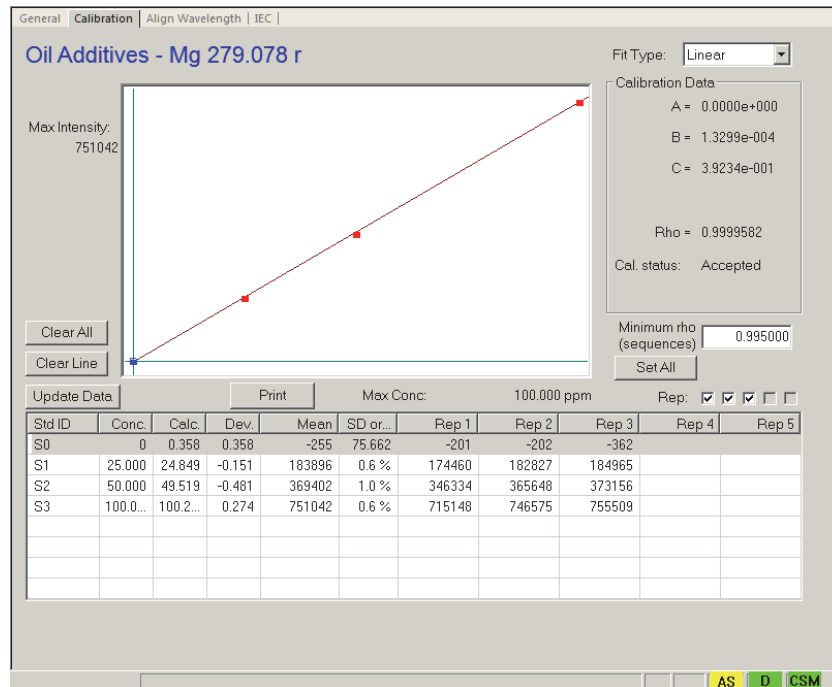 General Calibration Align Wavelength IEC
Oil Additives - Mg 279.078 r
Fit Type: Linear
Calibration Data
Max Intensity:
751042
A = 0.0000e+000
B = 1.3299e-004
C = 3.9234e-001
Rho = 0.9999582
Cal. status: Accepted
Clear All
Clear Line
Minimum rho
(sequences)
0.995000
Set All
Update Data Print Max Conc: 100.000 ppm Rep:
Std ID Conc. Calc. Dev. Mean SD or... Rep 1 Rep 2 Rep 3 Rep 4 Rep 5
S0 0 0.358 0.358 -255 75.662 -201 -202 -362
S1 25.000 24.849 -0.151 183896 0.6 % 174460 182827 184965
S2 50.000 49.519 -0.481 369402 1.0 % 346334 365648 373156
S3 100.0... 100.2... 0.274 751042 0.6 % 715148 746575 755509
AS D CSM